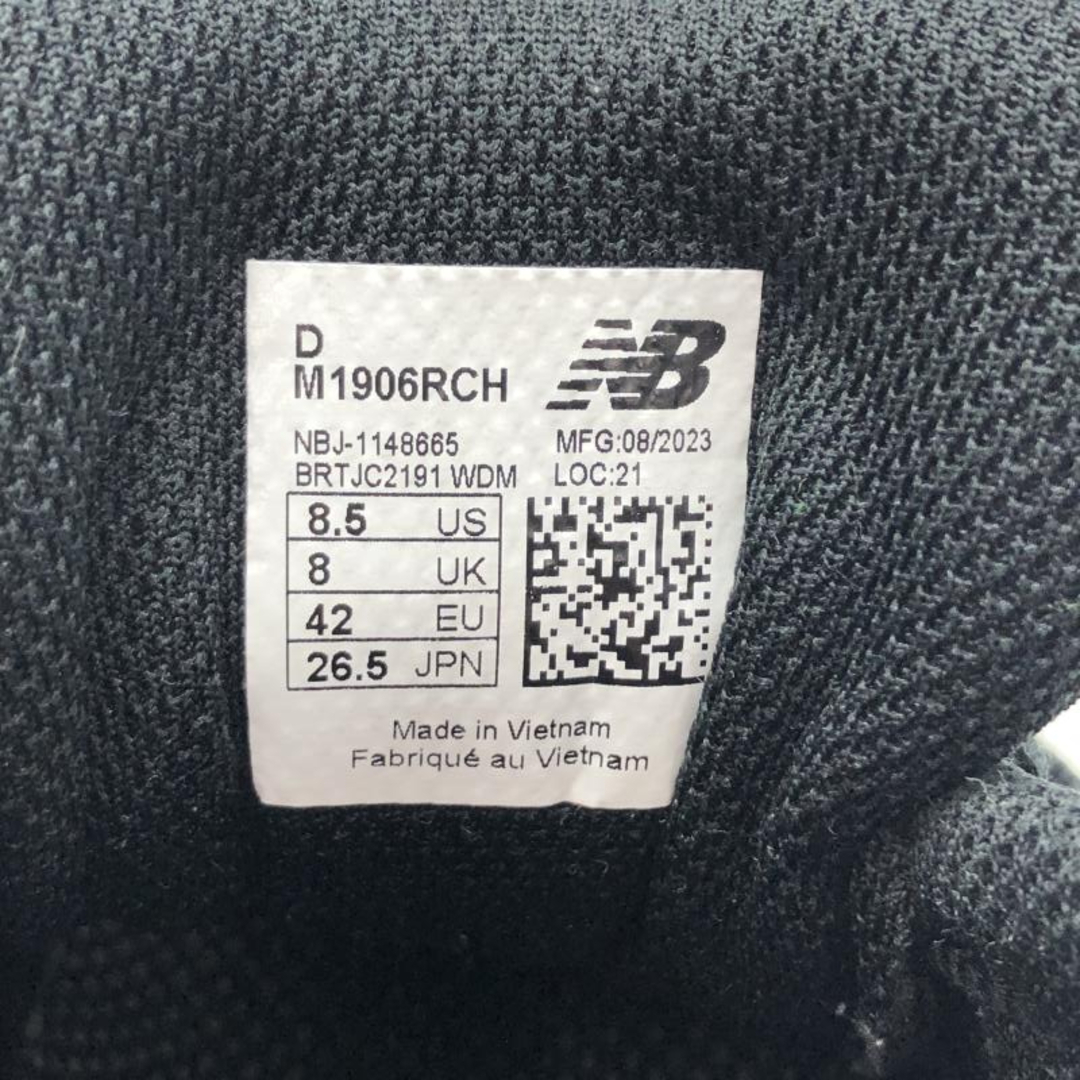 D
M1906RCH
NB
NBJ-1148665 MFG:08/2023
BRTJC2191 WDM LOC:21
8.5 US
8 UK
42 EU
26.5 JPN
Made in Vietnam
Fabriqué au Vietnam